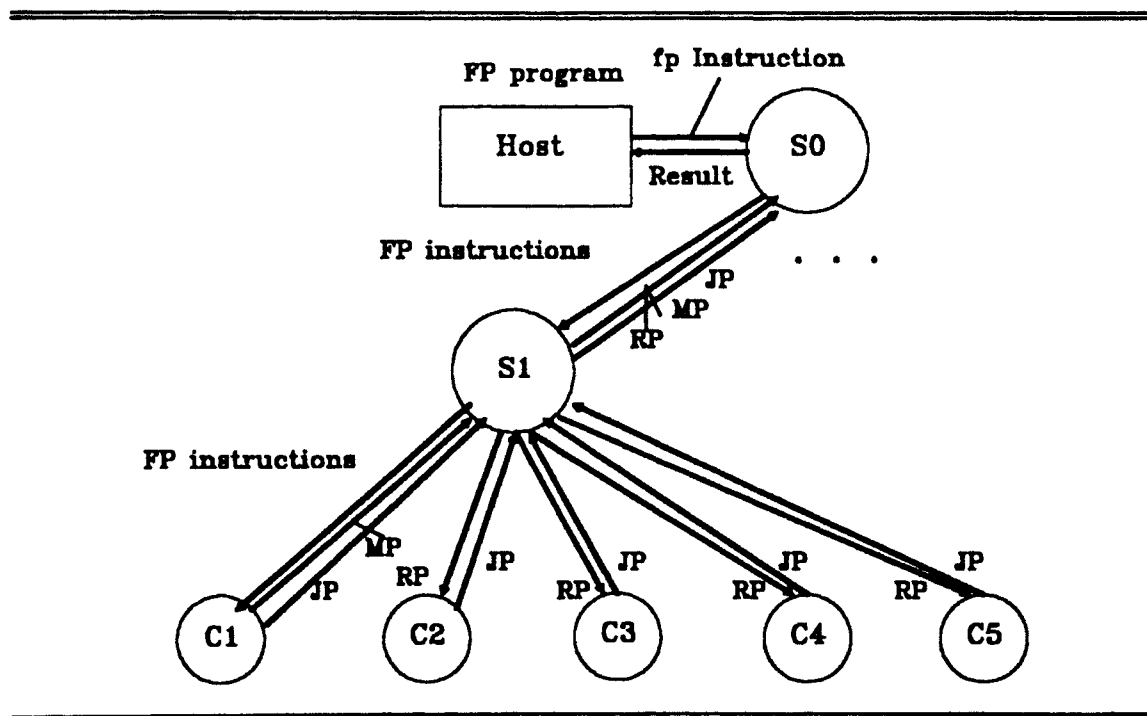 FP program
fp Instruction
Host
S0
Result
FP instructions
. . .
JP
MP
RP
S1
FP instructions
MP
JP
RP
JP
RP
JP
RP
JP
RP
JP
C1
C2
C3
C4
C5